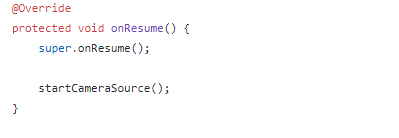 @Override
protected void onResume() {
    super.onResume();

    startCameraSource();
}